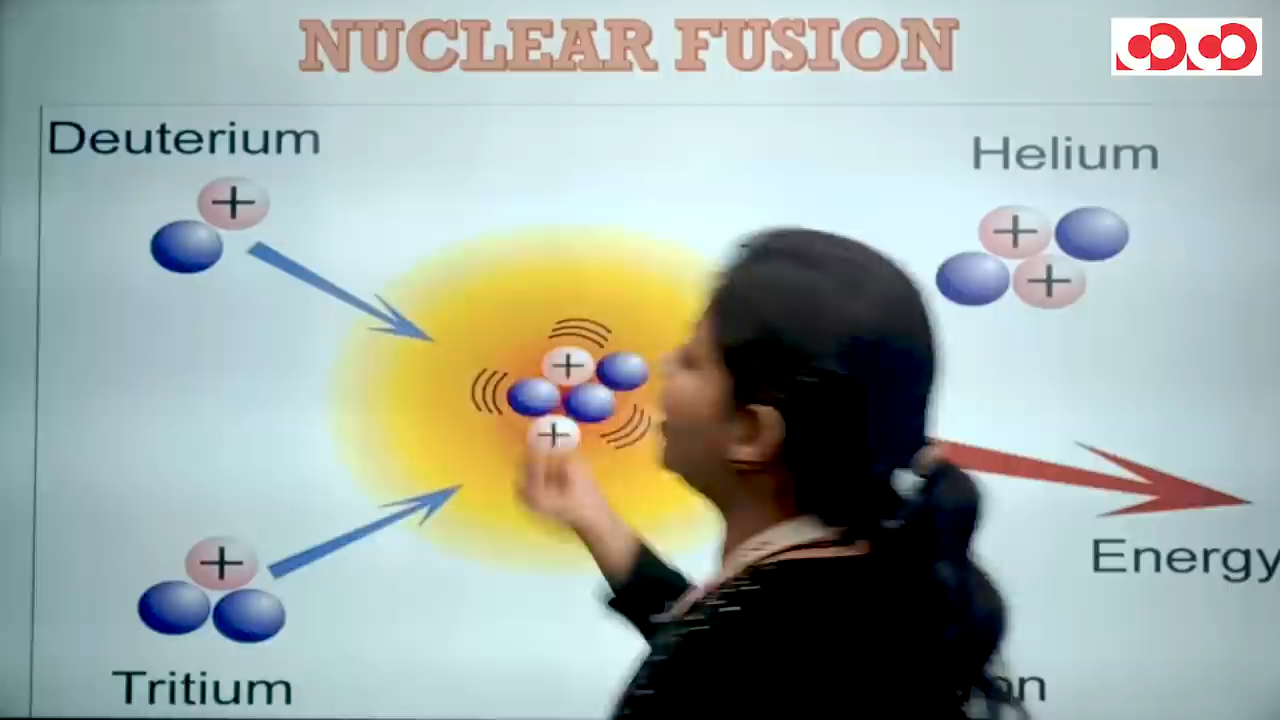 NUCLEAR FUSION
Deuterium
Helium
+
+
+
+
+
+
Energy
Tritium